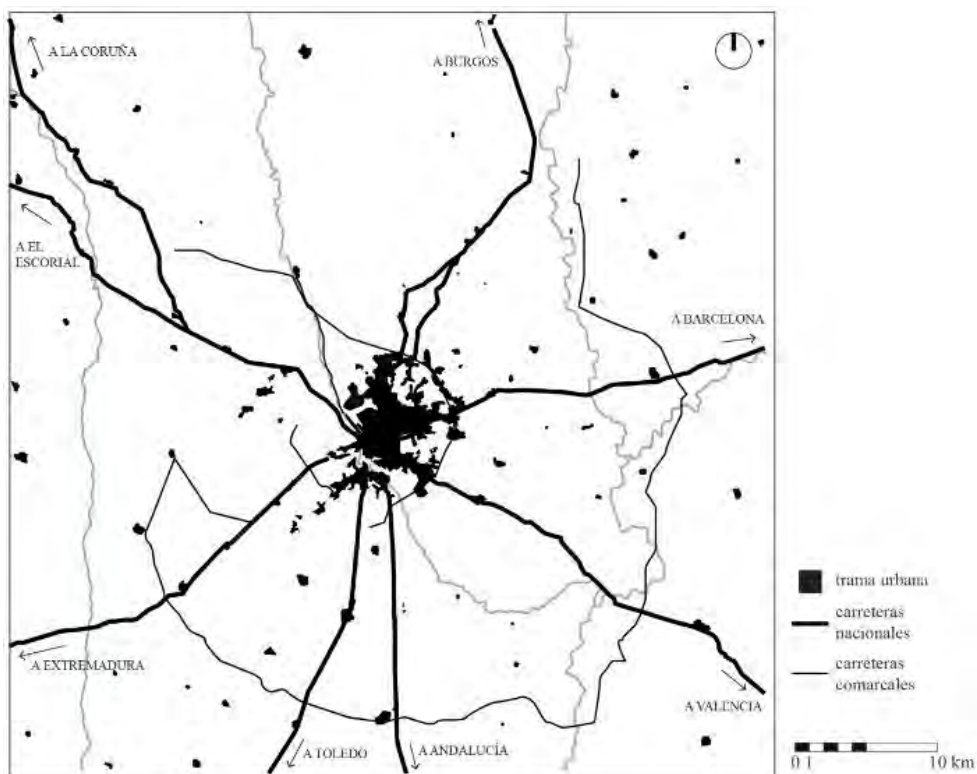 A LA CORUÑA
A BURGOS
A EL
ESCORIAL
A BARCELONA
A EXTREMADURA
A TOLEDO
A ANDALUCÍA
A VALENCIA
trama urbana
carreteras
nacionales
carreteras
comarcales
0 1 10 km